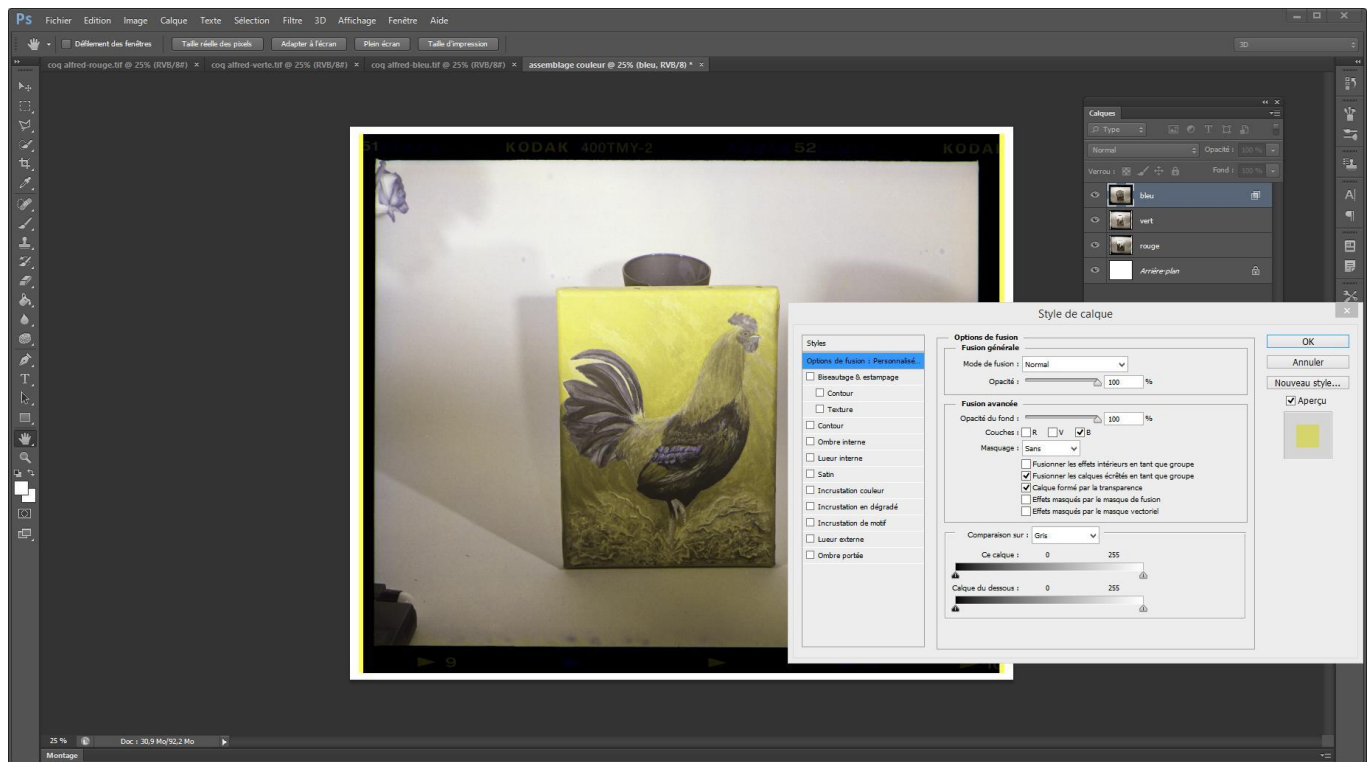 Ps Fichier Edition Image Calque Texte Sélection Filtre 3D Affichage Fenêtre Aide
Défilement des fenêtres Taille réelle des pixels Adapter à l'écran Plein écran Taille d'impression 3D
coq alfred-rouge.tif @ 25% (RVB/8#) × coq alfred-verte.tif @ 25% (RVB/8#) × coq alfred-bleu.tif @ 25% (RVB/8#) × assemblage couleur @ 25% (bleu, RVB/8) * ×
51 KODAK 400TMY-2 52 KODA
9
Calques
Type
Normal Opacité : 100 %
Verrou : Fond : 100 %
bleu
vert
rouge
Arrière-plan
Style de calque
Styles
Options de fusion : Personnalisé...
Biseautage & estampage
Contour
Texture
Contour
Ombre interne
Lueur interne
Satin
Incrustation couleur
Incrustation en dégradé
Incrustation de motif
Lueur externe
Ombre portée
Options de fusion
Fusion générale
Mode de fusion : Normal
Opacité : 100 %
Fusion avancée
Opacité du fond : 100 %
Couches : R V B
Masquage : Sans
Fusionner les effets intérieurs en tant que groupe
Fusionner les calques écrêtés en tant que groupe
Calque formé par la transparence
Effets masqués par le masque de fusion
Effets masqués par le masque vectoriel
Comparaison sur : Gris
Ce calque : 0 255
Calque du dessous : 0 255
OK
Annuler
Nouveau style...
Aperçu
25 % Doc : 30,9 Mo/92,2 Mo
Montage